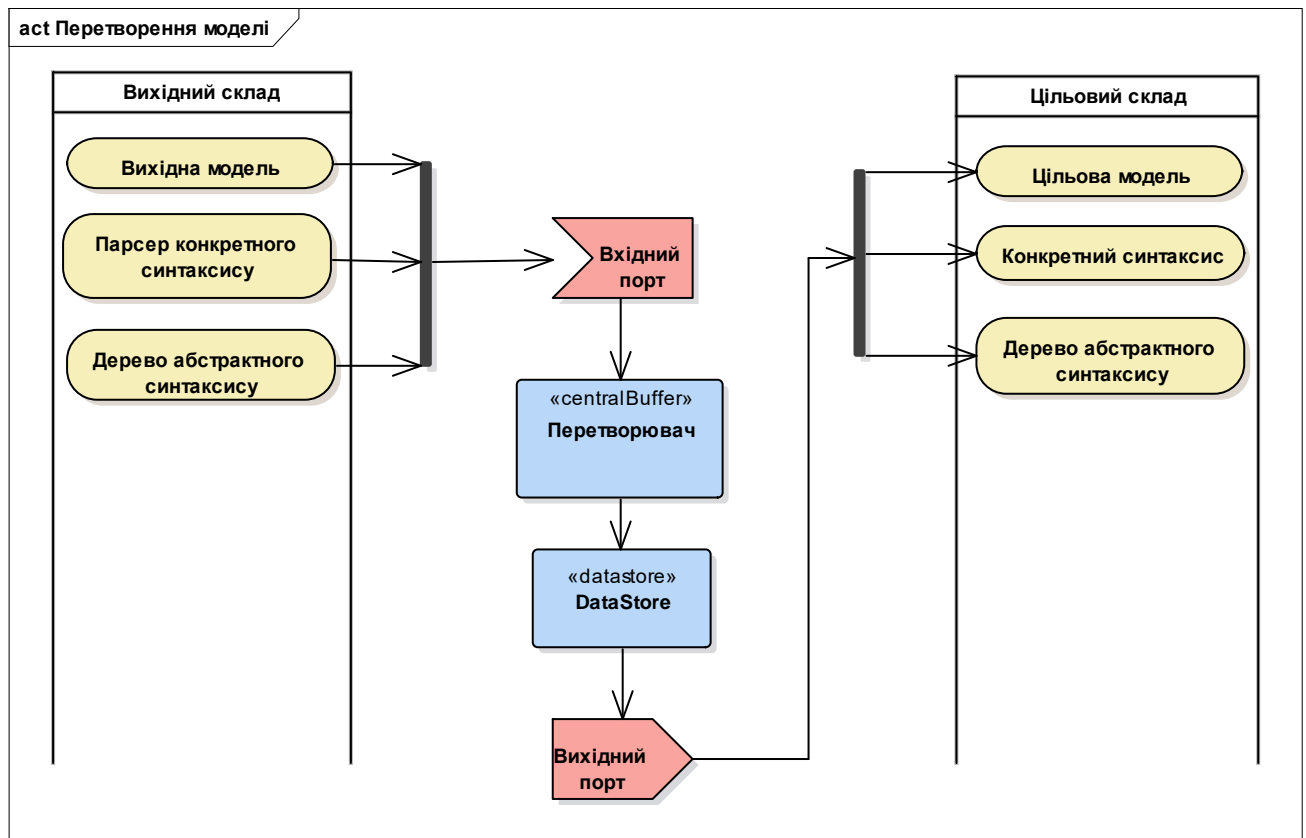 act Перетворення моделі
Вихідний склад
Вихідна модель
Парсер конкретного
синтаксису
Дерево абстрактного
синтаксису
Вхідний
порт
«centralBuffer»
Перетворювач
«datastore»
DataStore
Вихідний
порт
Цільовий склад
Цільова модель
Конкретний синтаксис
Дерево абстрактного
синтаксису